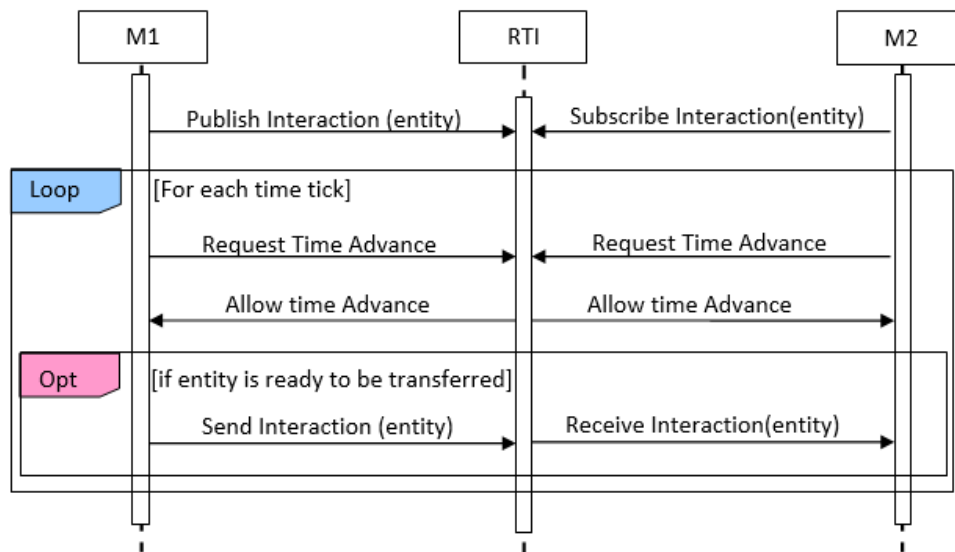 M1
RTI
M2
Publish Interaction (entity)
Subscribe Interaction(entity)
Loop
[For each time tick]
Request Time Advance
Request Time Advance
Allow time Advance
Allow time Advance
Opt
[if entity is ready to be transferred]
Send Interaction (entity)
Receive Interaction(entity)